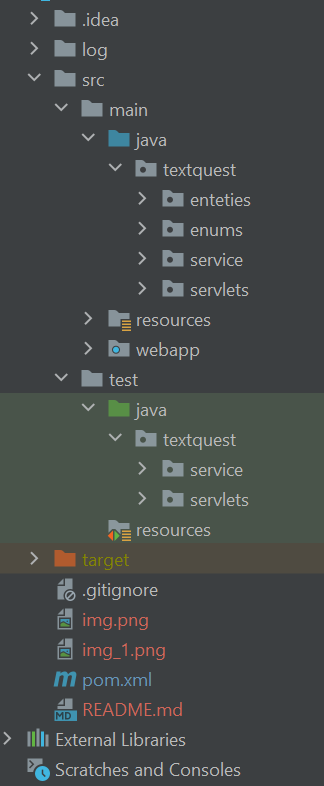 .idea
log
src
main
java
textquest
enteties
enums
service
servlets
resources
webapp
test
java
textquest
service
servlets
resources
target
.gitignore
img.png
img_1.png
m pom.xml
MD README.md
External Libraries
Scratches and Consoles